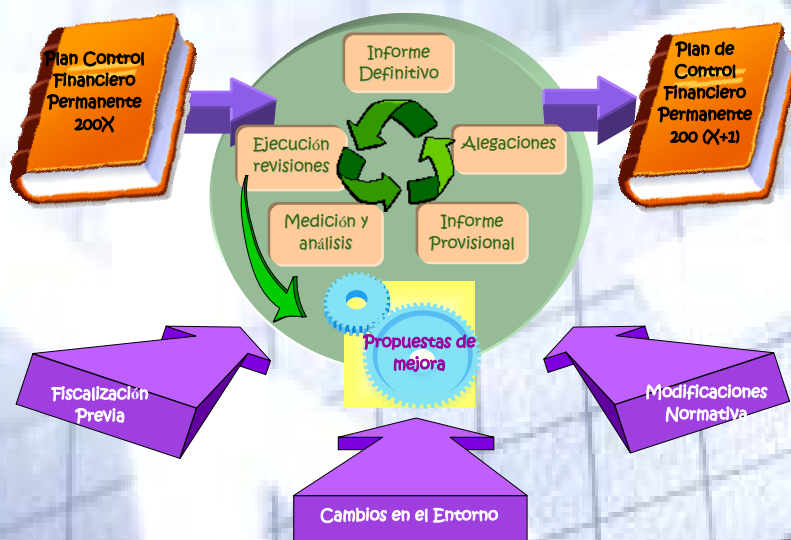 Plan Control
Financiero
Permanente
200X
Informe
Definitivo
Plan de
Control
Financiero
Permanente
200 (X+1)
Ejecución
revisiones
Alegaciones
Medición y
análisis
Informe
Provisional
Propuestas de
mejora
Fiscalización
Previa
Modificaciones
Normativa
Cambios en el Entorno